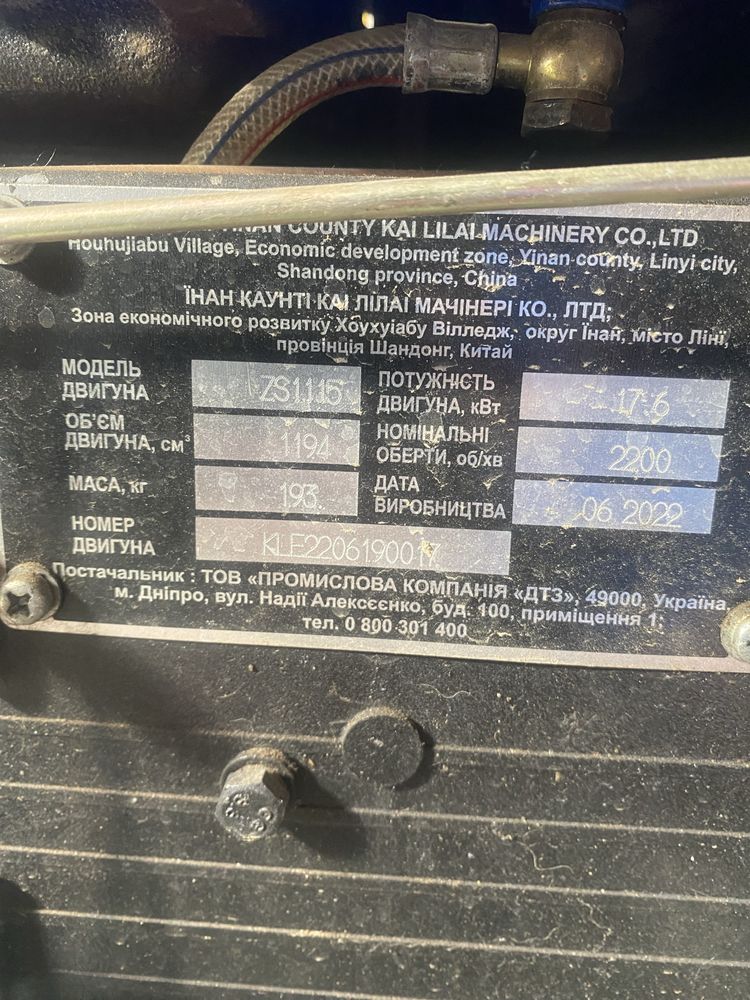 YINAN COUNTY KAI LILAI MACHINERY CO.,LTD
Houhujiabu Village, Economic development zone, Yinan county, Linyi city,
Shandong province, China
ЇНАН КАУНТІ КАІ ЛІЛАІ МАЧІНЕРІ КО., ЛТД;
Зона економічного розвитку Хоухуіабу Вілледж, округ Їнан, місто Ліні,
провінція Шандонг, Китай
МОДЕЛЬ ДВИГУНА ZS1115
ПОТУЖНІСТЬ ДВИГУНА, кВт 17.6
ОБ'ЄМ ДВИГУНА, см³ 1194
НОМІНАЛЬНІ ОБЕРТИ, об/хв 2200
МАСА, кг 193
ДАТА ВИРОБНИЦТВА 06 2022
НОМЕР ДВИГУНА KLE2206190017
Постачальник : ТОВ «ПРОМИСЛОВА КОМПАНІЯ «ДТЗ», 49000, Україна,
м. Дніпро, вул. Надії Алексєєнко, буд. 100, приміщення 1;
тел. 0 800 301 400
8.8